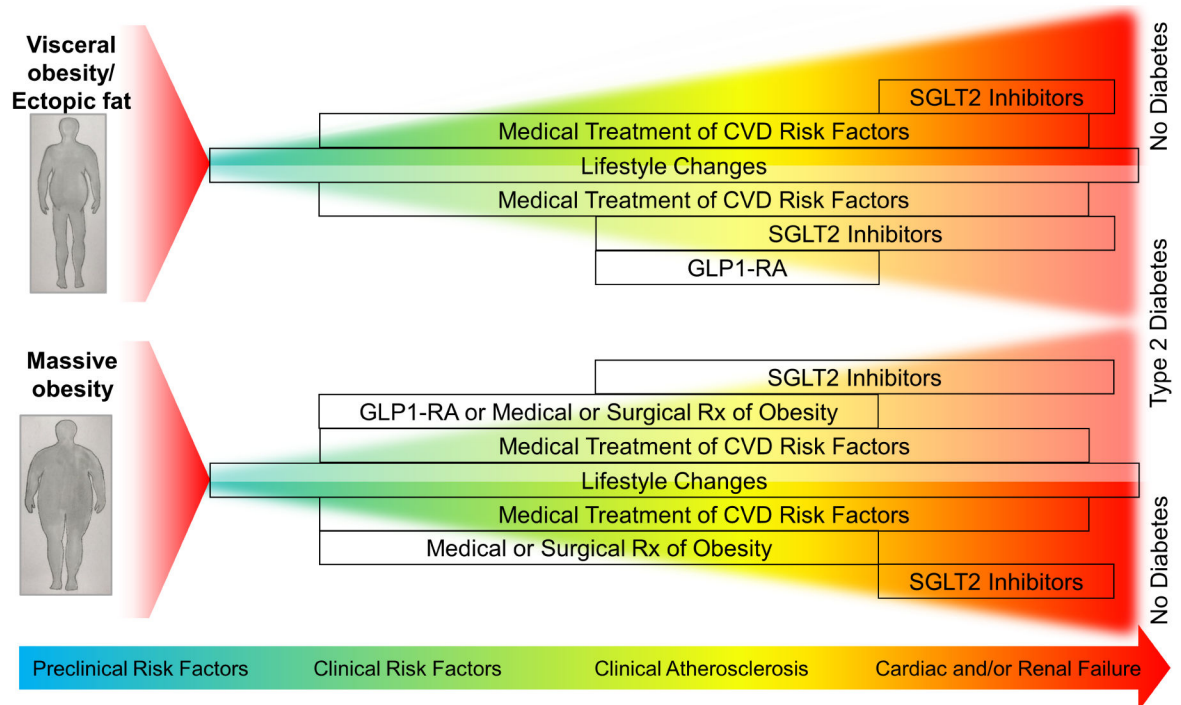 Visceral
obesity/
Ectopic fat
SGLT2 Inhibitors
Medical Treatment of CVD Risk Factors
Lifestyle Changes
Medical Treatment of CVD Risk Factors
SGLT2 Inhibitors
GLP1-RA
No Diabetes
Type 2 Diabetes
Massive
obesity
SGLT2 Inhibitors
GLP1-RA or Medical or Surgical Rx of Obesity
Medical Treatment of CVD Risk Factors
Lifestyle Changes
Medical Treatment of CVD Risk Factors
Medical or Surgical Rx of Obesity
SGLT2 Inhibitors
No Diabetes
Preclinical Risk Factors
Clinical Risk Factors
Clinical Atherosclerosis
Cardiac and/or Renal Failure